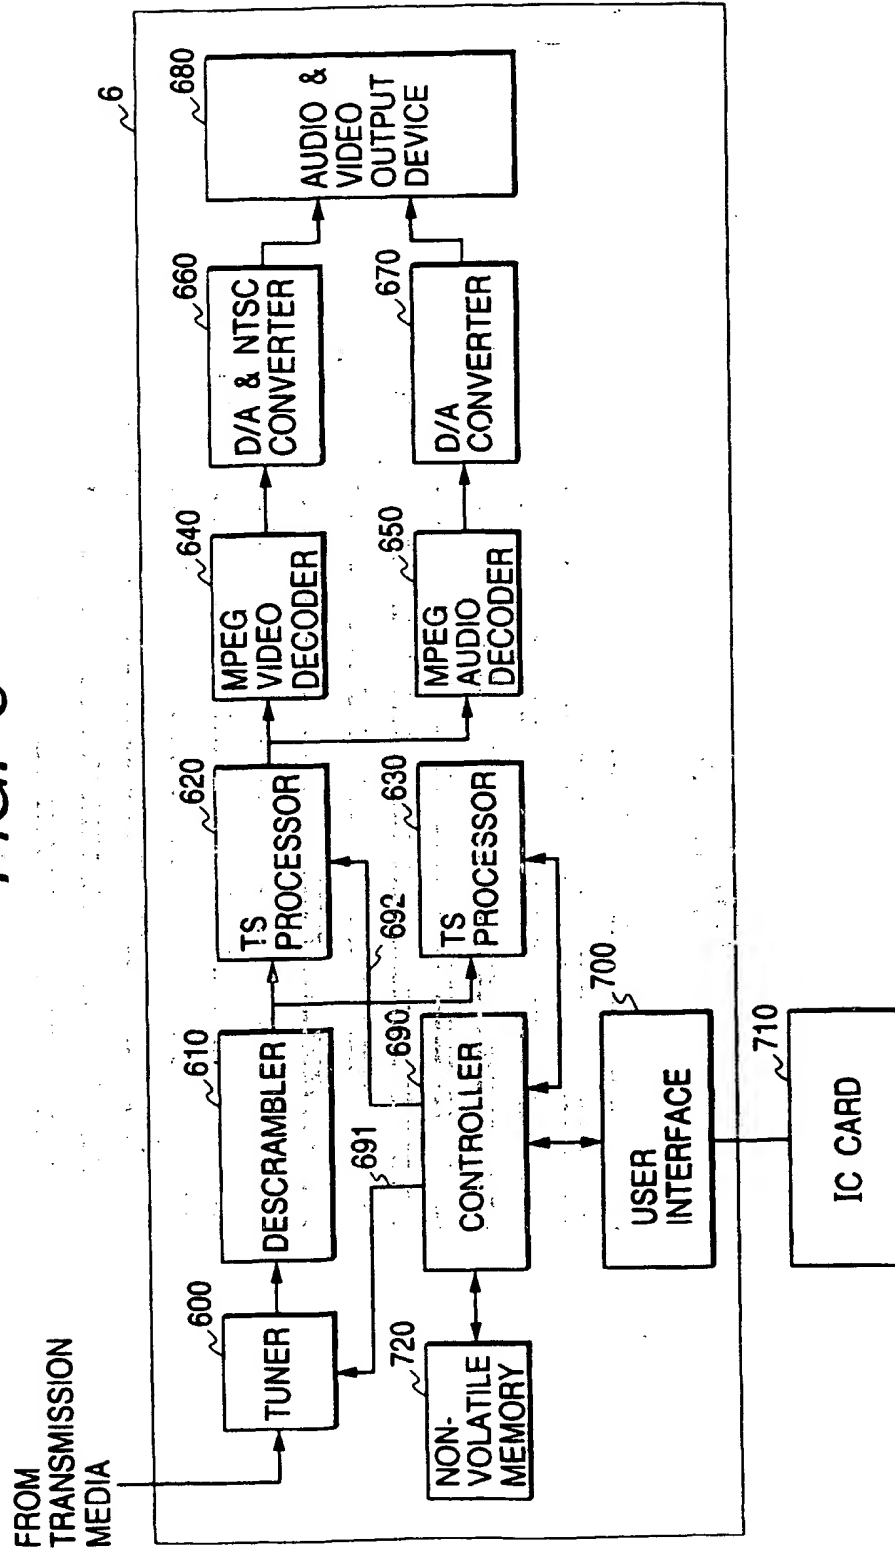 FROM
TRANSMISSION
MEDIA
6
600
TUNER
610
DESCRAMBLER
620
TS
PROCESSOR
640
MPEG
VIDEO
DECODER
660
D/A & NTSC
CONVERTER
680
AUDIO &
VIDEO
OUTPUT
DEVICE
691
692
630
TS
PROCESSOR
650
MPEG
AUDIO
DECODER
670
D/A
CONVERTER
720
NON-
VOLATILE
MEMORY
690
CONTROLLER
700
USER
INTERFACE
710
IC CARD